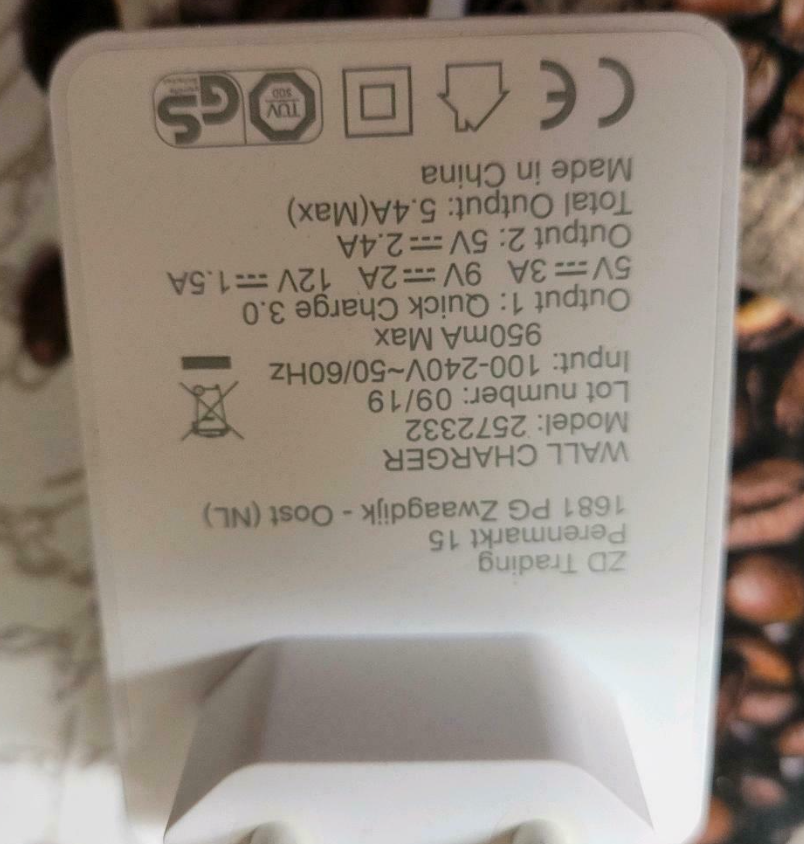 ZD Trading
Perenmarkt 15
1681 PG Zwaagdijk - Oost (NL)
WALL CHARGER
Model: 2572332
Lot number: 09/19
Input: 100-240V~50/60Hz
950mA Max
Output 1: Quick Charge 3.0
5V⎓3A 9V⎓2A 12V⎓1.5A
Output 2: 5V⎓2.4A
Total Output: 5.4A(Max)
Made in China
CE
TÜV
SÜD
GS